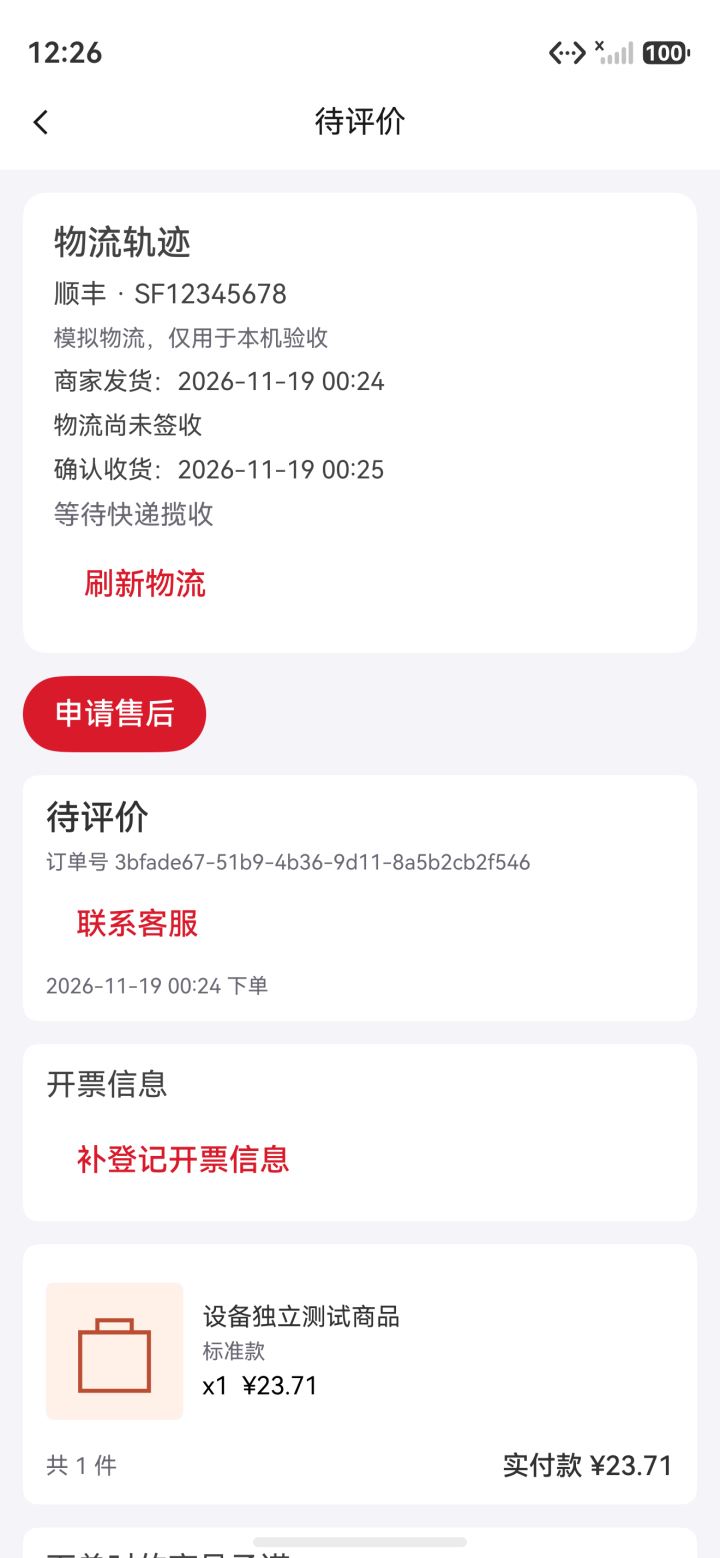 12:26
100
待评价
物流轨迹
顺丰 · SF12345678
模拟物流，仅用于本机验收
商家发货：2026-11-19 00:24
物流尚未签收
确认收货：2026-11-19 00:25
等待快递揽收
刷新物流
申请售后
待评价
订单号 3bfade67-51b9-4b36-9d11-8a5b2cb2f546
联系客服
2026-11-19 00:24 下单
开票信息
补登记开票信息
设备独立测试商品
标准款
x1 ¥23.71
共 1 件
实付款 ¥23.71